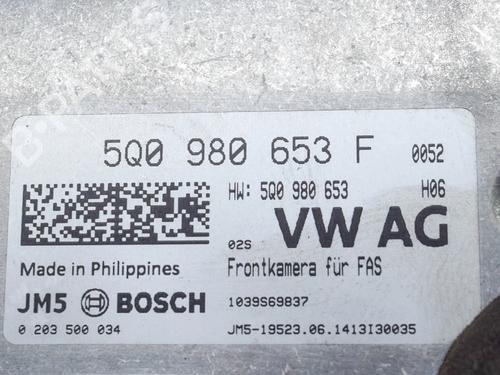 5Q0 980 653 F 0052
HW: 5Q0 980 653 H06
02S VW AG
Made in Philippines Frontkamera für FAS
JM5 BOSCH 1039S69837
0 203 500 034 JM5-19523.06.1413I30035
B-PARTS